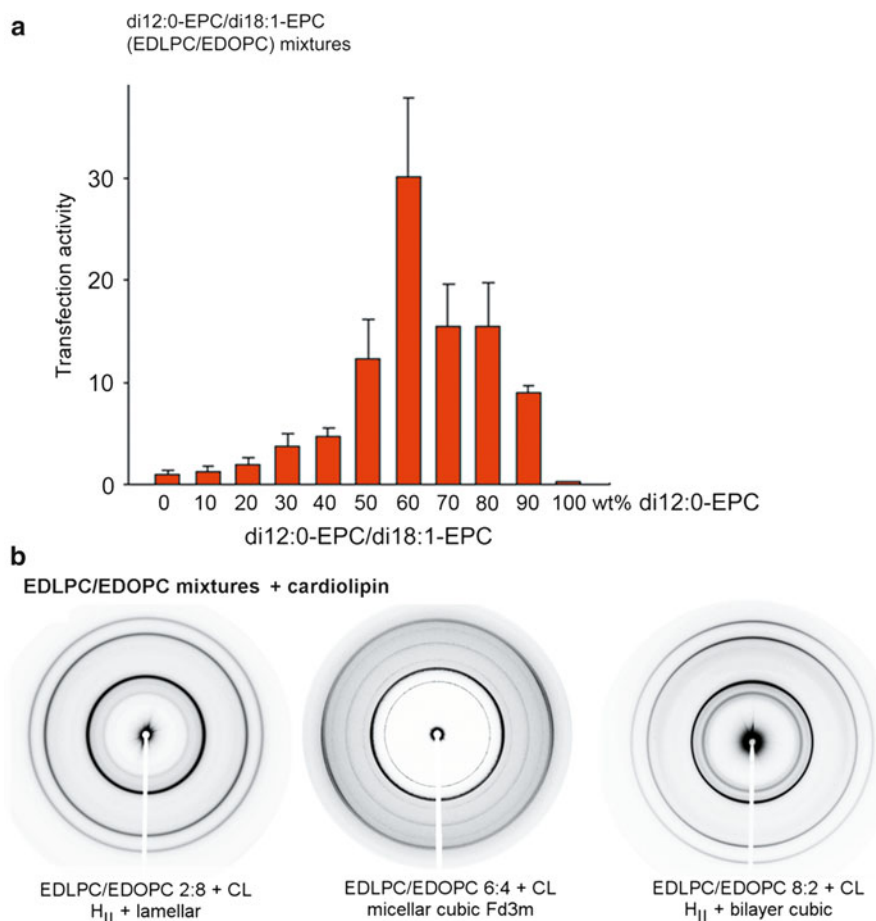 a
di12:0-EPC/di18:1-EPC
(EDLPC/EDOPC) mixtures
Transfection activity
30
20
10
0
0 10 20 30 40 50 60 70 80 90 100 wt% di12:0-EPC
di12:0-EPC/di18:1-EPC
b
EDLPC/EDOPC mixtures + cardiolipin
EDLPC/EDOPC 2:8 + CL
H_II + lamellar
EDLPC/EDOPC 6:4 + CL
micellar cubic Fd3m
EDLPC/EDOPC 8:2 + CL
H_II + bilayer cubic